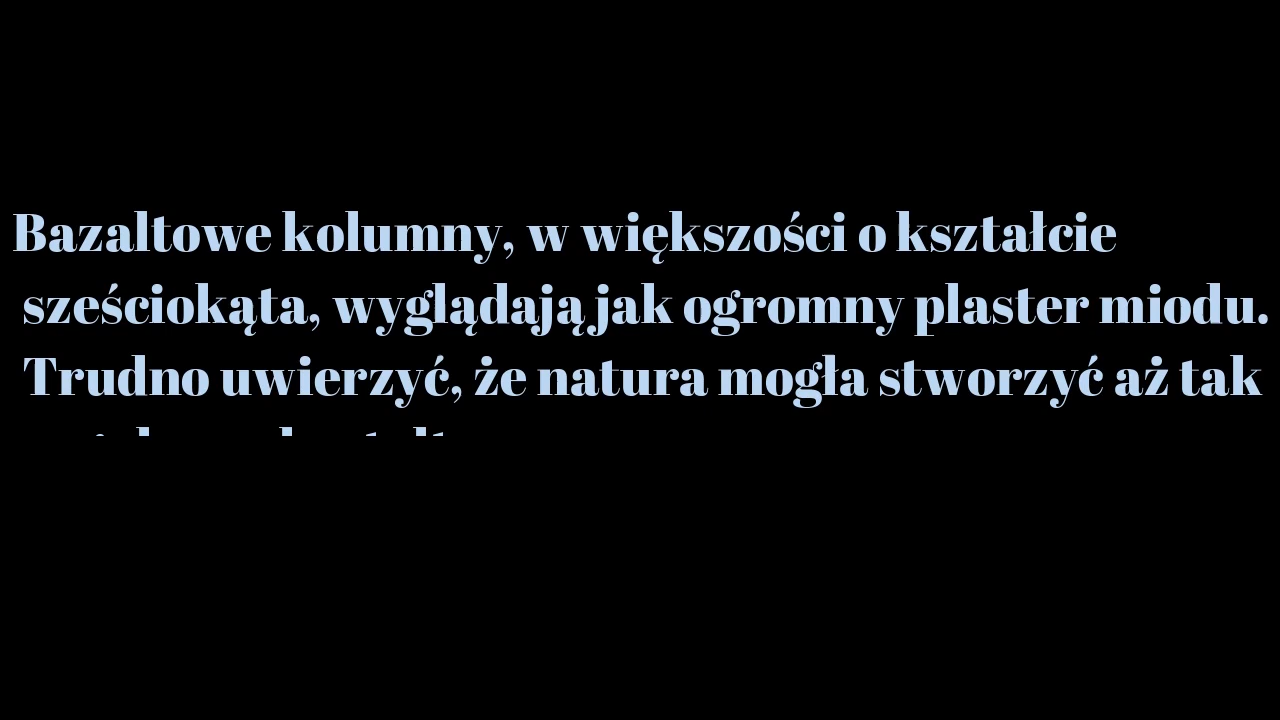 Bazaltowe kolumny, w większości o kształcie
sześciokąta, wyglądają jak ogromny plaster miodu.
Trudno uwierzyć, że natura mogła stworzyć aż tak